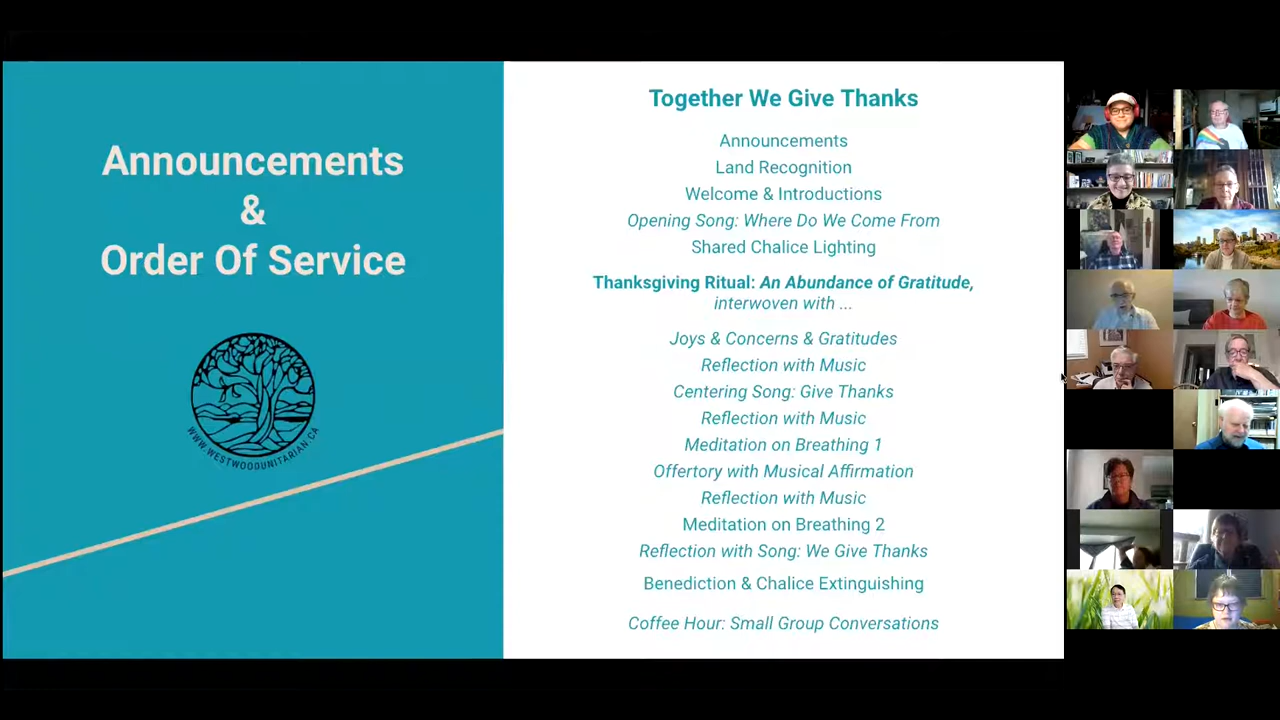 Announcements
&
Order Of Service
WWW.WESTWOODUNITARIAN.CA
Together We Give Thanks
Announcements
Land Recognition
Welcome & Introductions
Opening Song: Where Do We Come From
Shared Chalice Lighting
Thanksgiving Ritual: An Abundance of Gratitude,
interwoven with ...
Joys & Concerns & Gratitudes
Reflection with Music
Centering Song: Give Thanks
Reflection with Music
Meditation on Breathing 1
Offertory with Musical Affirmation
Reflection with Music
Meditation on Breathing 2
Reflection with Song: We Give Thanks
Benediction & Chalice Extinguishing
Coffee Hour: Small Group Conversations